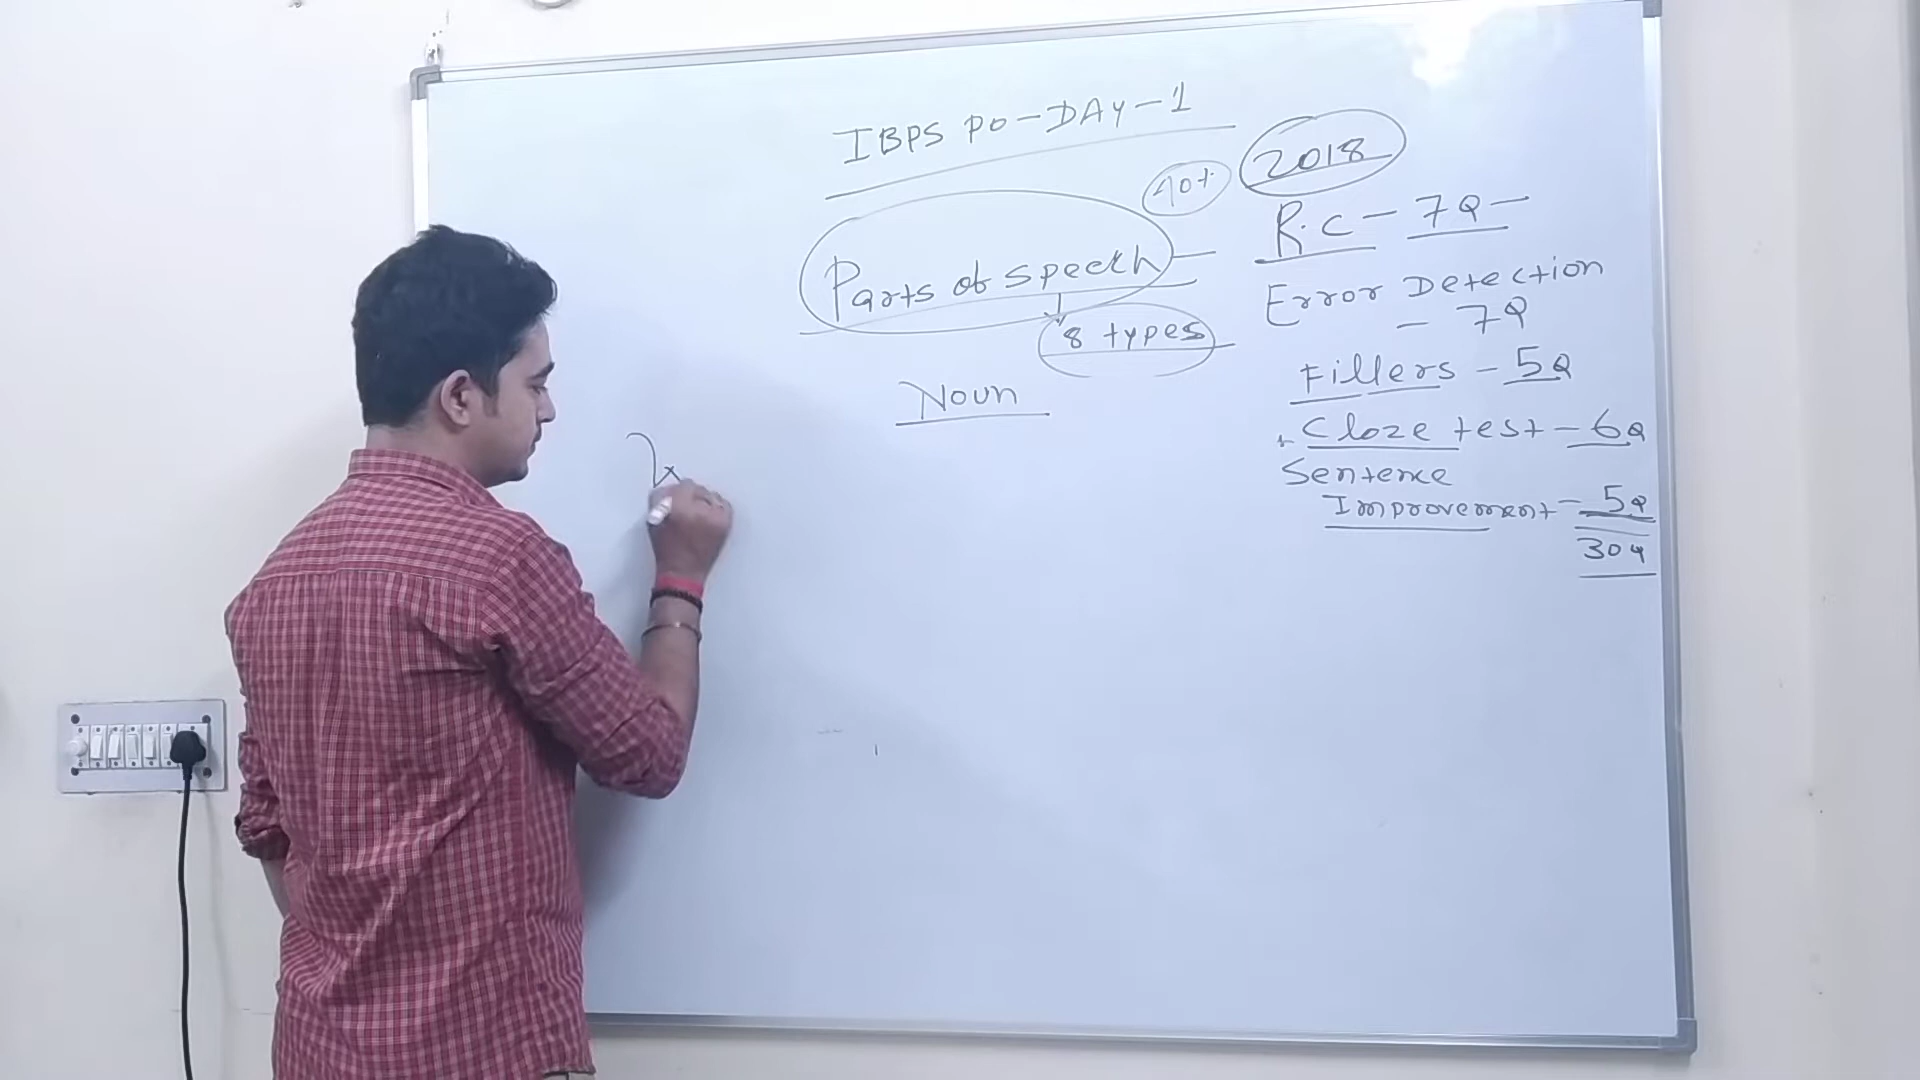 IBPS PO-DAY-1
2018
40+
Parts of speech -
8 types
Noun
R.C - 7Q -
Error Detection
- 7Q
Fillers - 5Q
Cloze test - 6Q
Sentence
Improvement - 5Q
30Q